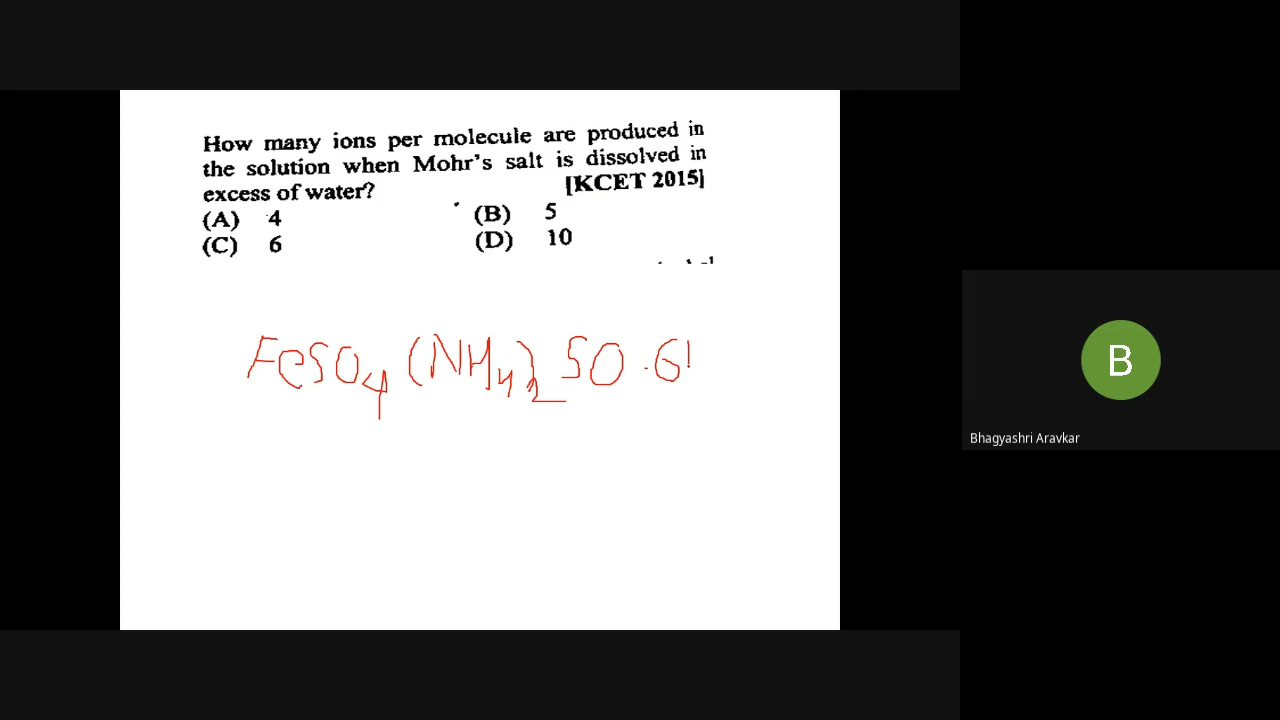 How many ions per molecule are produced in
the solution when Mohr's salt is dissolved in
excess of water? [KCET 2015]
(A) 4 (B) 5
(C) 6 (D) 10
FeSO4 (NH4)2 SO .6
B
Bhagyashri Aravkar